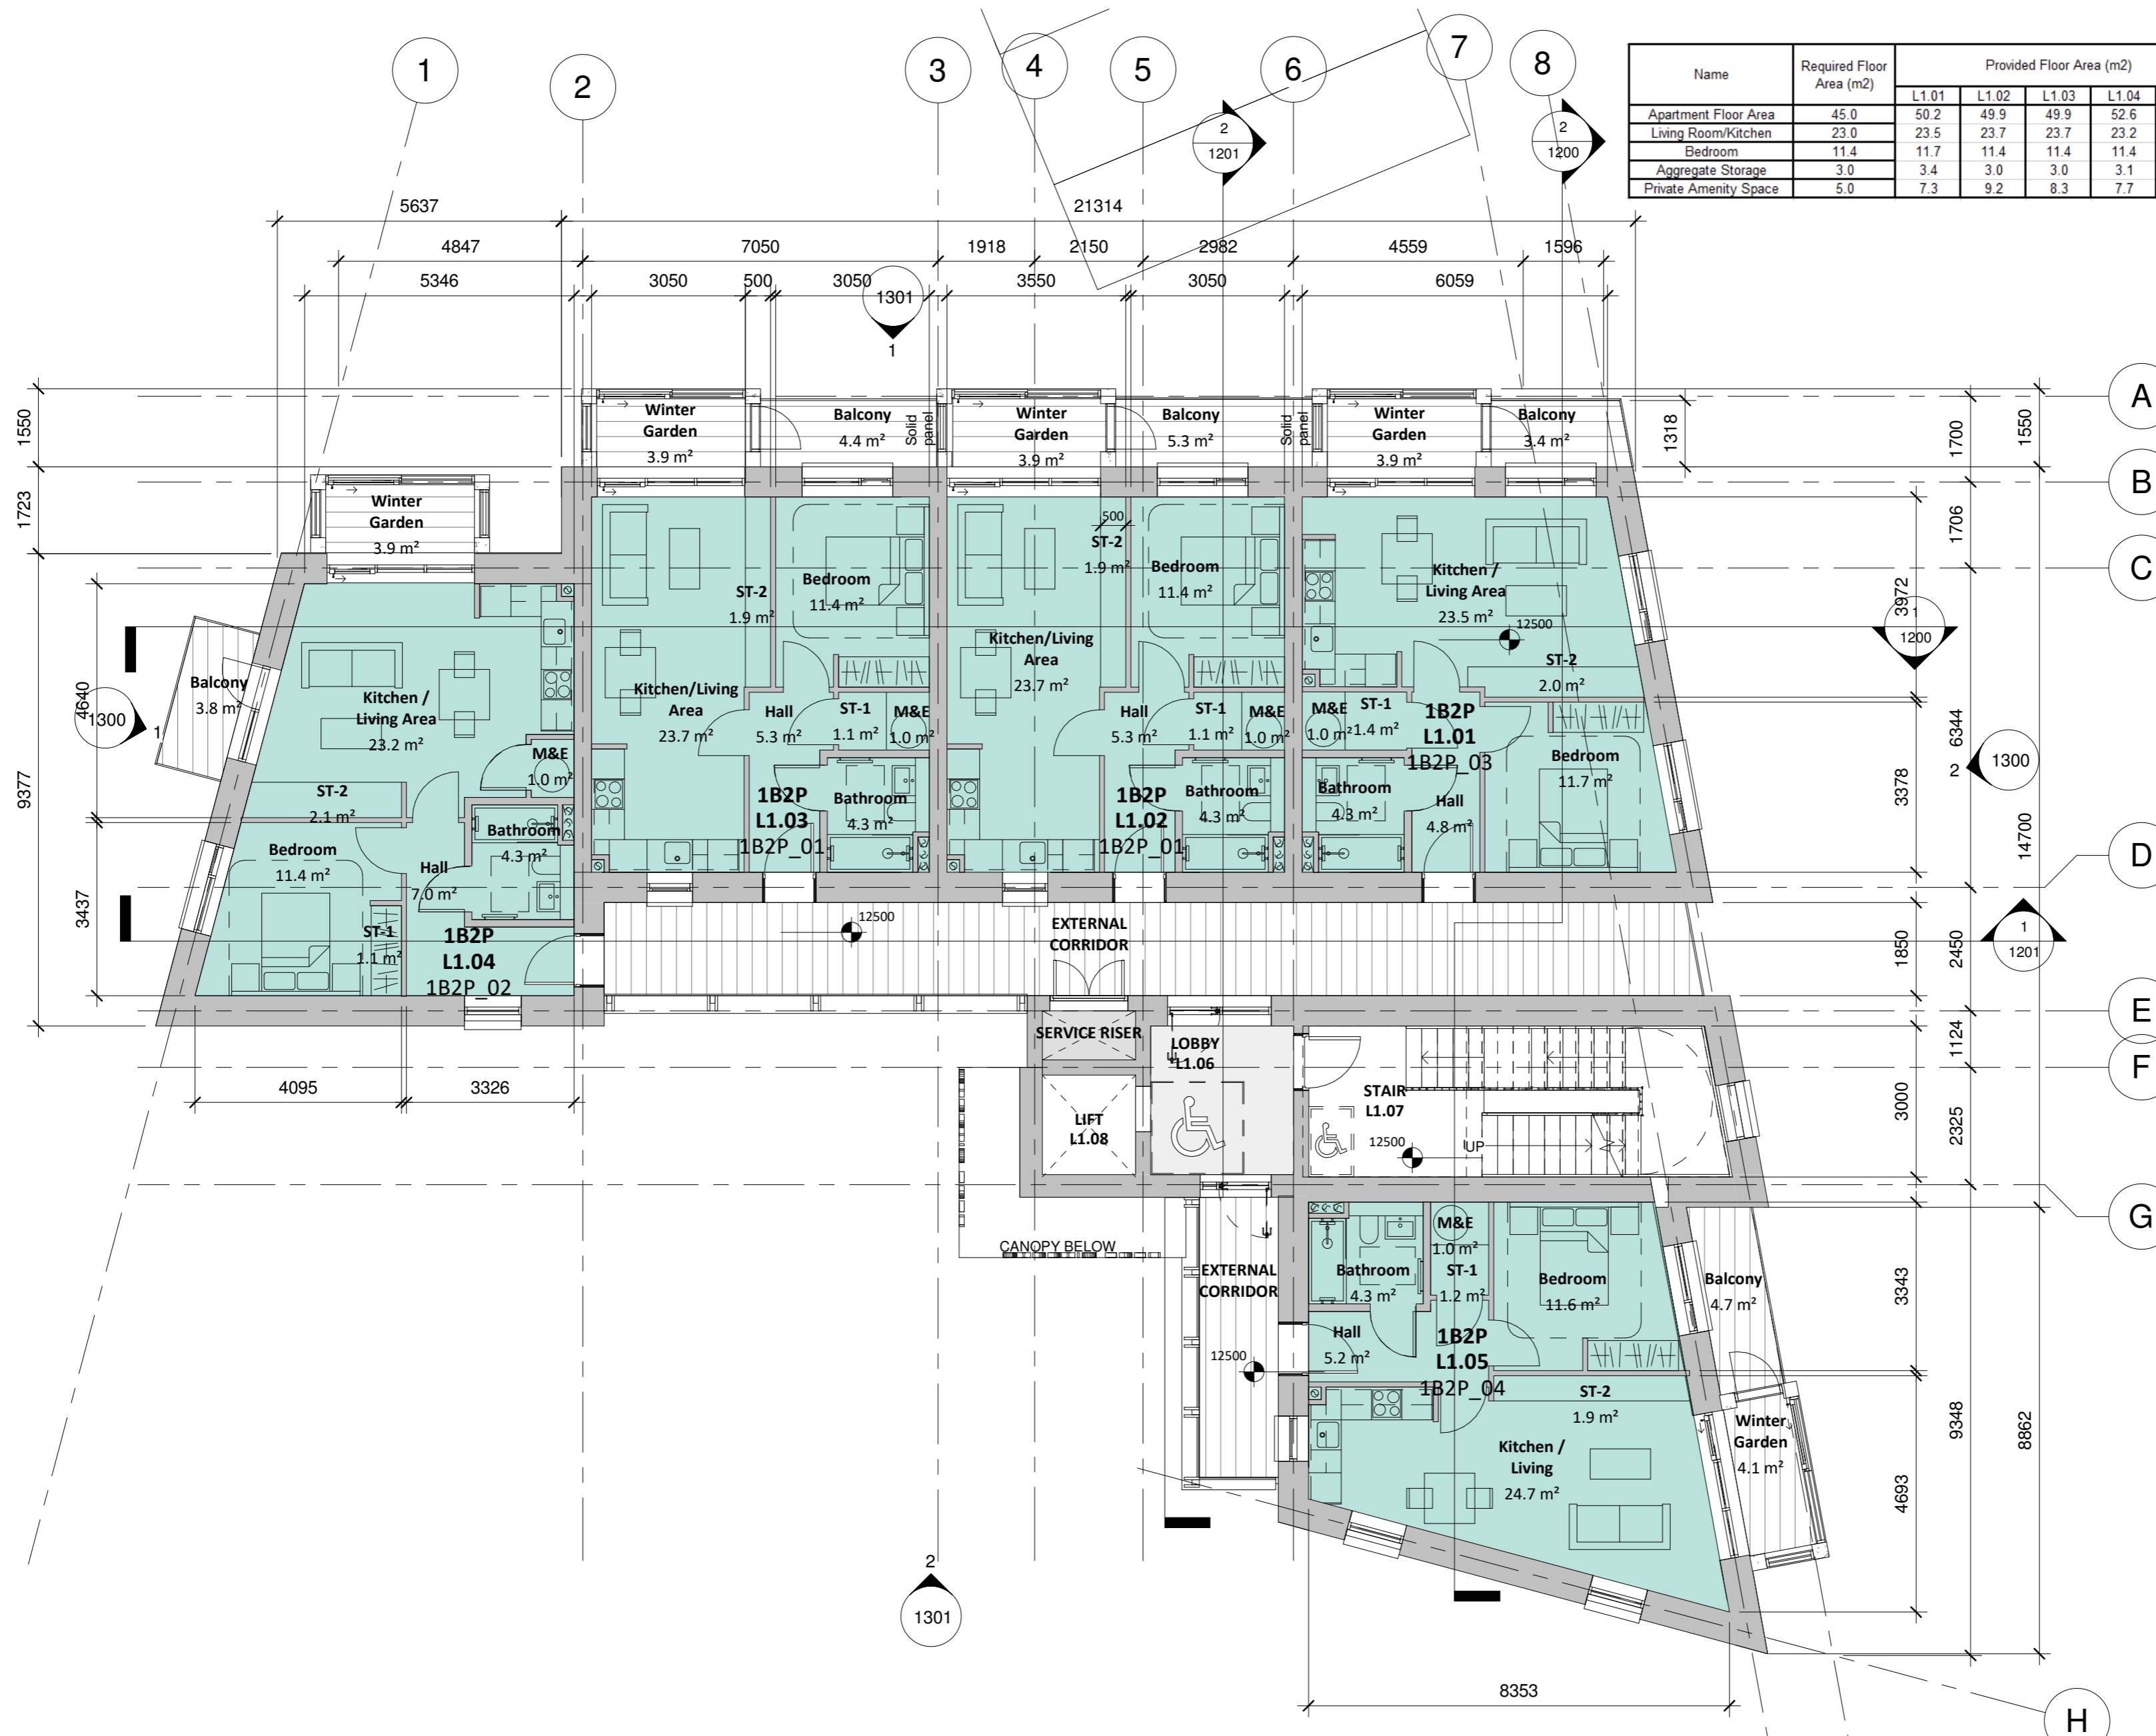 1
2
3
4
5
6
7
8
Name
Required Floor
Area (m2)
Provided Floor Area (m2)
L1.01
L1.02
L1.03
L1.04
Apartment Floor Area 45.0 50.2 49.9 49.9 52.6
Living Room/Kitchen 23.0 23.5 23.7 23.7 23.2
Bedroom 11.4 11.7 11.4 11.4 11.4
Aggregate Storage 3.0 3.4 3.0 3.0 3.1
Private Amenity Space 5.0 7.3 9.2 8.3 7.7
2
1201
2
1200
5637
21314
4847
7050
1918
2150
2982
4559
1596
5346
3050
500
3050
3550
3050
6059
1301
1
A
B
C
D
E
F
G
H
1550
1723
9377
4640
3437
1300
1
1318
1700
1550
1706
3972
1
1200
6344
3378
2
1300
14700
1850
2450
1
1201
1124
3000
2325
3343
9348
8862
4693
Winter
Garden
3.9 m²
Balcony
4.4 m²
Solid
panel
Winter
Garden
3.9 m²
Balcony
5.3 m²
Solid
panel
Winter
Garden
3.9 m²
Balcony
3.4 m²
Winter
Garden
3.9 m²
Balcony
3.8 m²
Kitchen /
Living Area
23.2 m²
M&E
1.0 m²
ST-2
2.1 m²
Bathroom
4.3 m²
Bedroom
11.4 m²
Hall
7.0 m²
ST-1
1.1 m²
1B2P
L1.04
1B2P_02
ST-2
1.9 m²
Bedroom
11.4 m²
Kitchen/Living
Area
23.7 m²
Hall
5.3 m²
ST-1
1.1 m²
M&E
1.0 m²
1B2P
L1.03
1B2P_01
Bathroom
4.3 m²
500
ST-2
1.9 m²
Bedroom
11.4 m²
Kitchen/Living
Area
23.7 m²
Hall
5.3 m²
ST-1
1.1 m²
M&E
1.0 m²
1B2P
L1.02
1B2P_01
Bathroom
4.3 m²
Kitchen /
Living Area
23.5 m²
12500
ST-2
2.0 m²
M&E
1.0 m²
ST-1
1.4 m²
1B2P
L1.01
1B2P_03
Bedroom
11.7 m²
Bathroom
4.3 m²
Hall
4.8 m²
12500
EXTERNAL
CORRIDOR
SERVICE RISER
LOBBY
L1.06
LIFT
L1.08
STAIR
L1.07
12500
UP
CANOPY BELOW
EXTERNAL
CORRIDOR
12500
4095
3326
M&E
1.0 m²
Bathroom
4.3 m²
ST-1
1.2 m²
Bedroom
11.6 m²
Balcony
4.7 m²
Hall
5.2 m²
1B2P
L1.05
1B2P_04
ST-2
1.9 m²
Winter
Garden
4.1 m²
Kitchen /
Living
24.7 m²
2
1301
8353